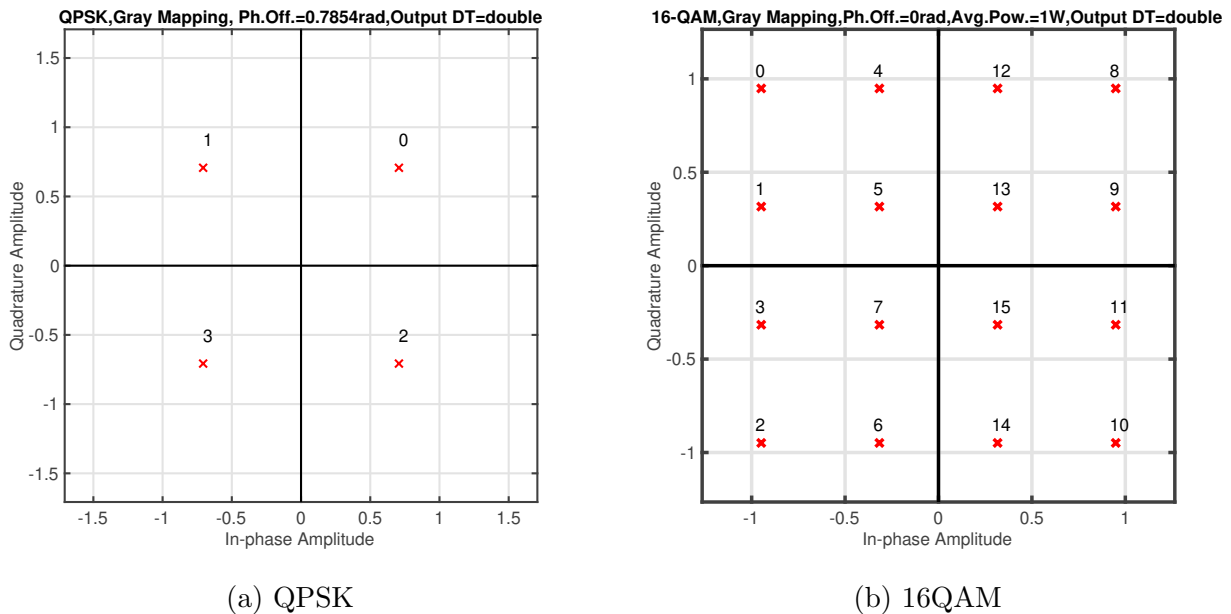 QPSK,Gray Mapping, Ph.Off.=0.7854rad,Output DT=double
1.5
1
0.5
0
-0.5
-1
-1.5
Quadrature Amplitude
1 0
3 2
-1.5 -1 -0.5 0 0.5 1 1.5
In-phase Amplitude
(a) QPSK
16-QAM,Gray Mapping,Ph.Off.=0rad,Avg.Pow.=1W,Output DT=double
1
0.5
0
-0.5
-1
Quadrature Amplitude
0 4 12 8
1 5 13 9
3 7 15 11
2 6 14 10
-1 -0.5 0 0.5 1
In-phase Amplitude
(b) 16QAM